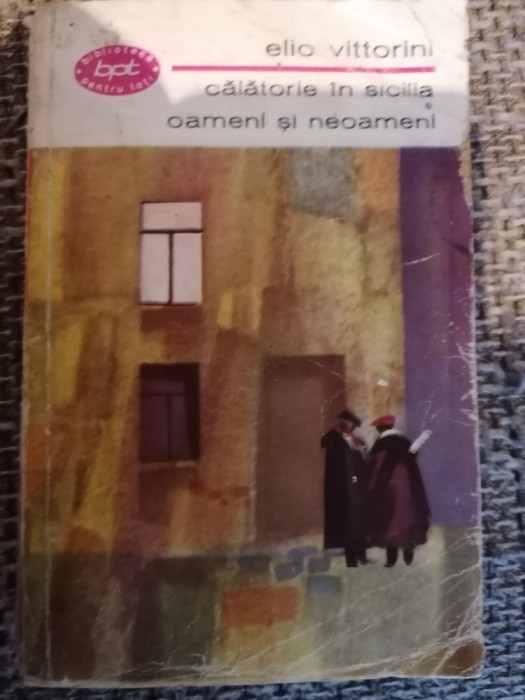 biblioteca
bpt
pentru toți
elio vittorini
călătorie în sicilia
oameni și neoameni